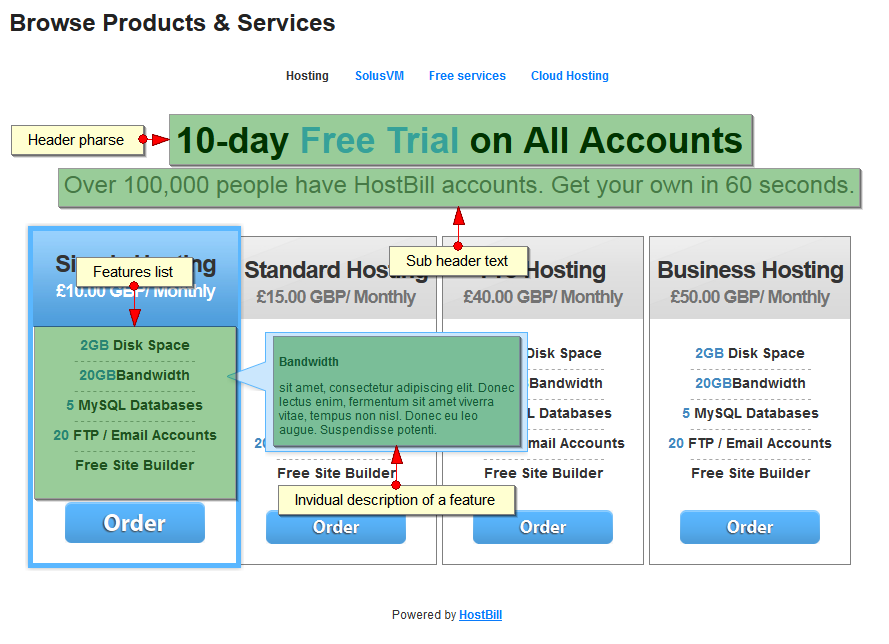 Browse Products & Services
Hosting SolusVM Free services Cloud Hosting
Header pharse
10-day Free Trial on All Accounts
Over 100,000 people have HostBill accounts. Get your own in 60 seconds.
Sub header text
Features list
£10.00 GBP/ Monthly
2GB Disk Space
20GBBandwidth
5 MySQL Databases
20 FTP / Email Accounts
Free Site Builder
Order
Standard Hosting
£15.00 GBP/ Monthly
Bandwidth
sit amet, consectetur adipiscing elit. Donec
lectus enim, fermentum sit amet viverra
vitae, tempus non nisl. Donec eu leo
augue. Suspendisse potenti.
20
Free Site Builder
Invidual description of a feature
Order
Hosting
£40.00 GBP/ Monthly
Disk Space
Bandwidth
Databases
Email Accounts
Free Site Builder
Order
Business Hosting
£50.00 GBP/ Monthly
2GB Disk Space
20GBBandwidth
5 MySQL Databases
20 FTP / Email Accounts
Free Site Builder
Order
Powered by HostBill